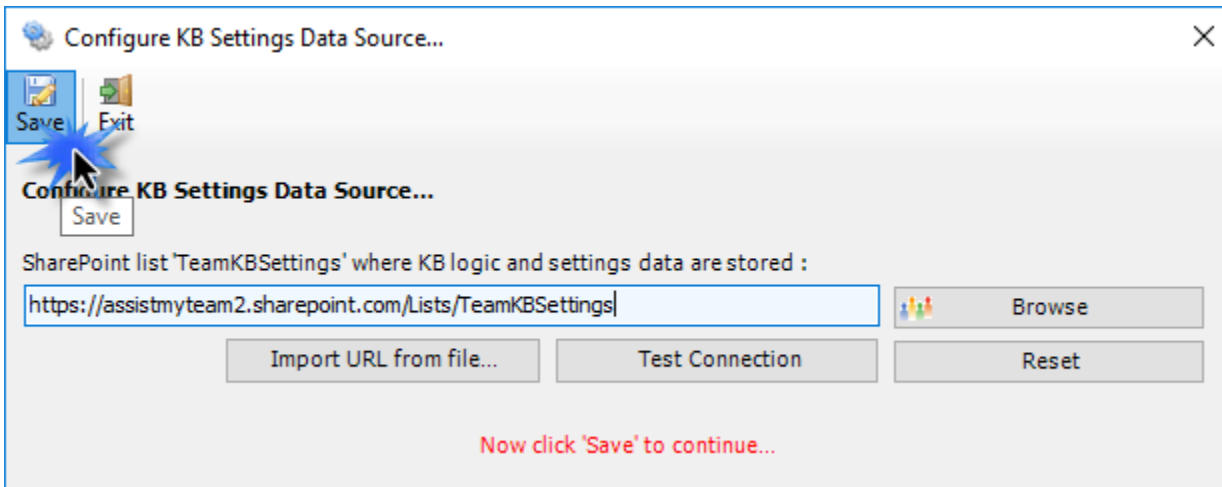 Configure KB Settings Data Source...
Save Exit
Configure KB Settings Data Source...
Save
SharePoint list 'TeamKBSettings' where KB logic and settings data are stored :
https://assistmyteam2.sharepoint.com/Lists/TeamKBSettings
Browse
Import URL from file... Test Connection Reset
Now click 'Save' to continue...